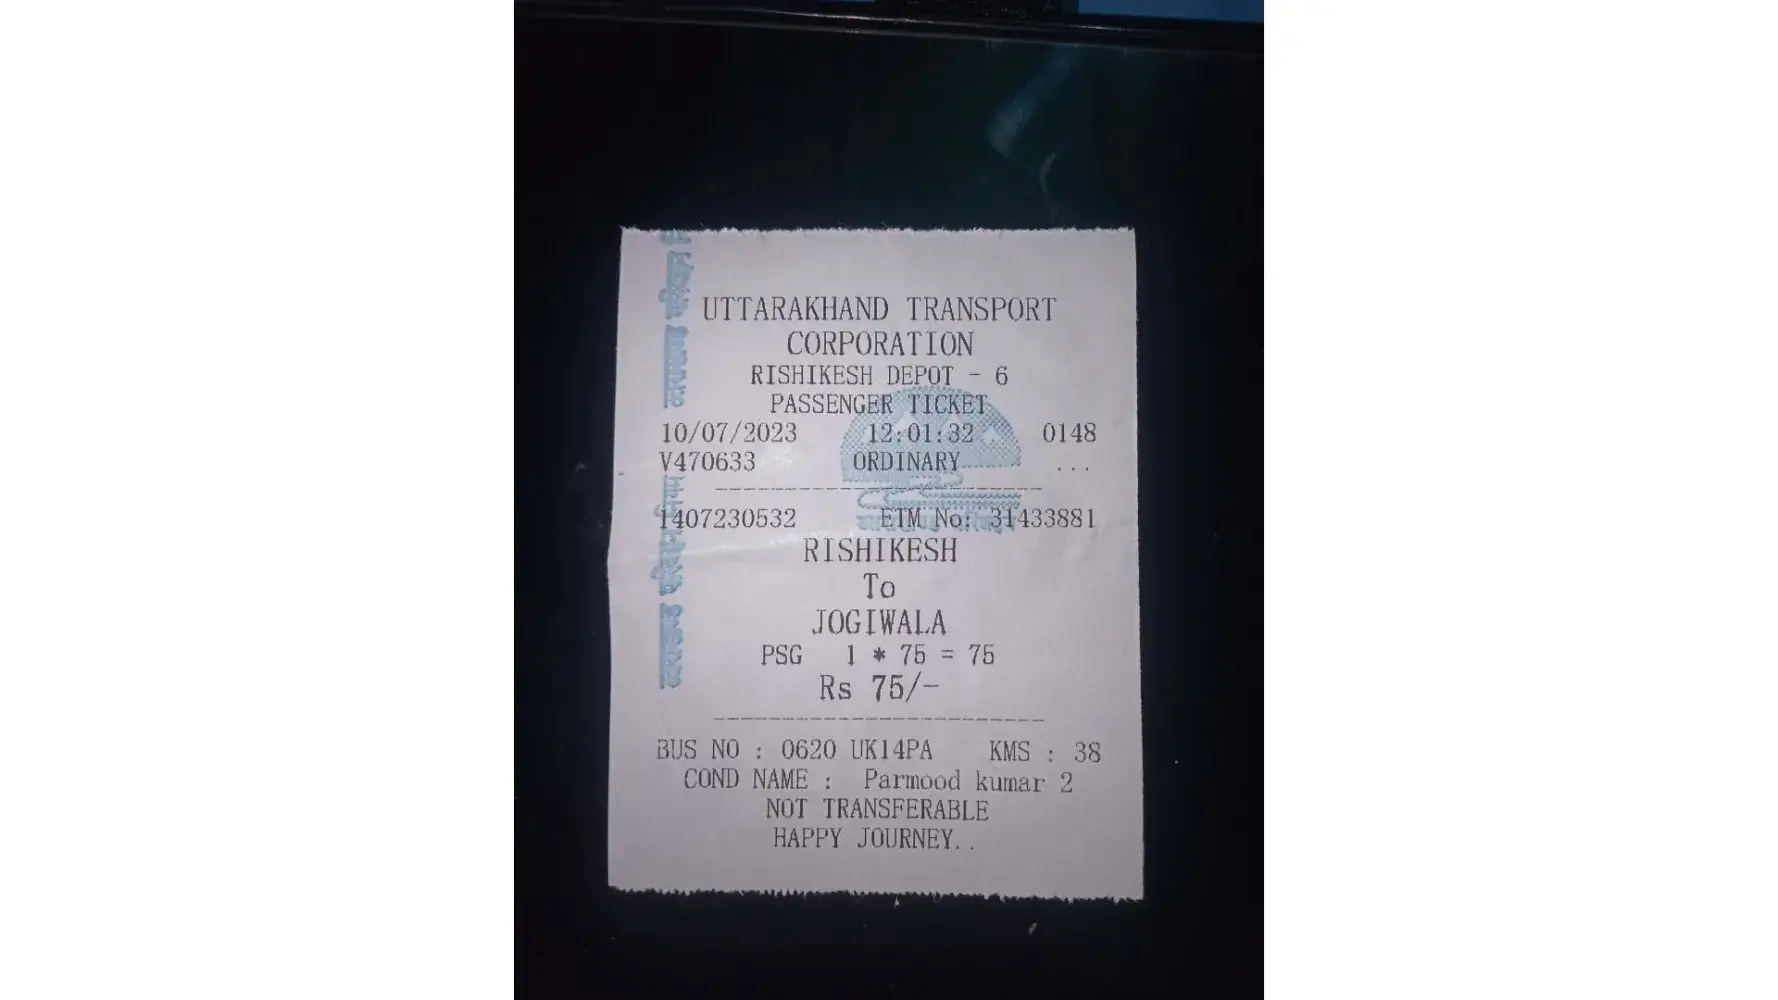 UTTARAKHAND TRANSPORT
CORPORATION
RISHIKESH DEPOT - 6
PASSENGER TICKET
10/07/2023 12:01:32 0148
V470633 ORDINARY ...
1407230532 ETM No: 31433881
RISHIKESH
To
JOGIWALA
PSG 1 * 75 = 75
Rs 75/-
BUS NO : 0620 UK14PA KMS : 38
COND NAME : Parmood kumar 2
NOT TRANSFERABLE
HAPPY JOURNEY..